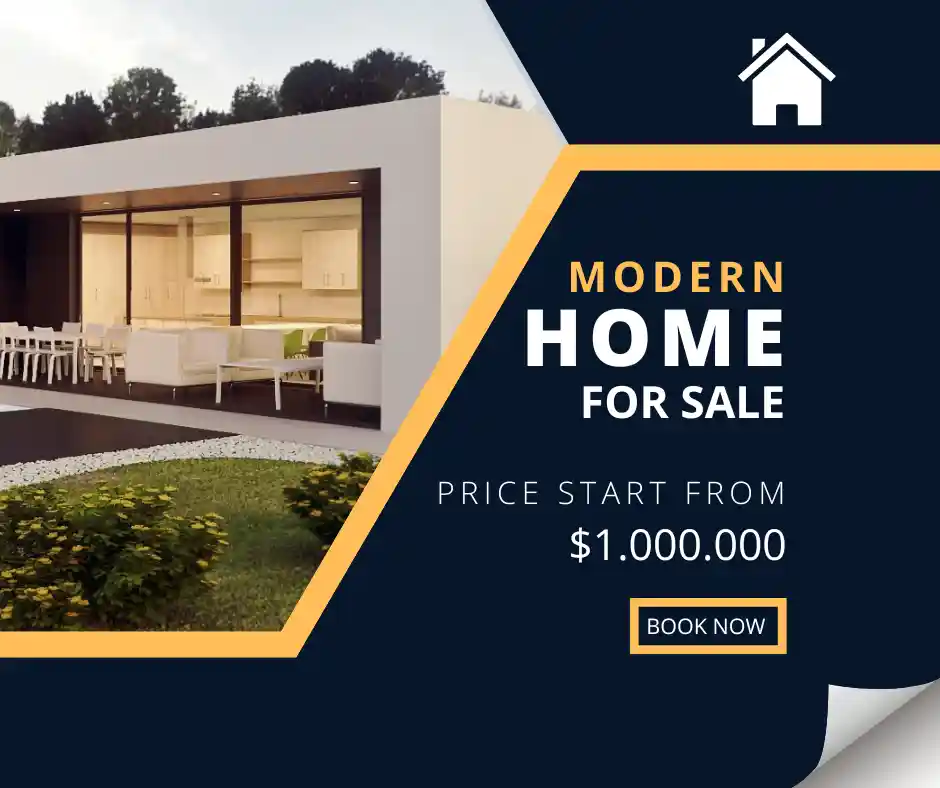 MODERN
HOME
FOR SALE
PRICE START FROM
$1.000.000
BOOK NOW